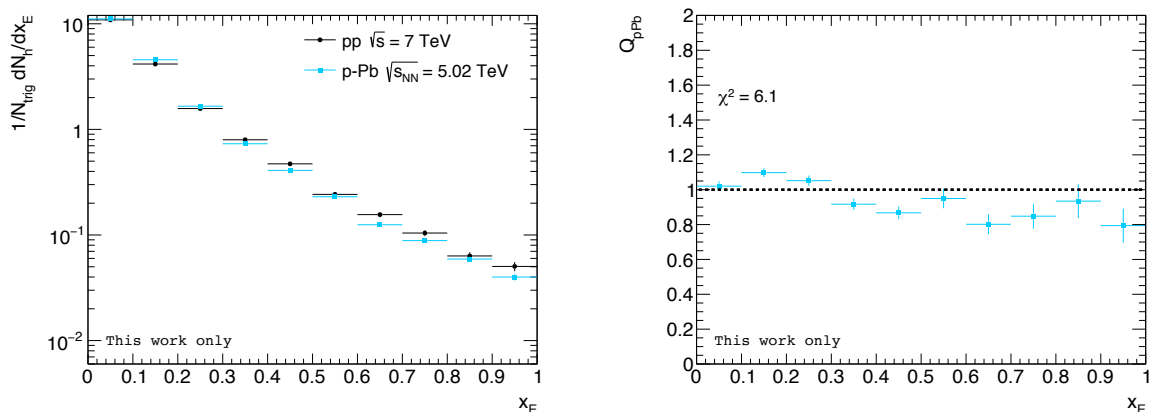 1/N_trig dN_h/dx_E
10
1
10^−1
10^−2
pp √s = 7 TeV
p-Pb √s_NN = 5.02 TeV
This work only
0 0.1 0.2 0.3 0.4 0.5 0.6 0.7 0.8 0.9 1
x_E
Q_pPb
2
1.8
1.6
1.4
1.2
1
0.8
0.6
0.4
0.2
0
χ² = 6.1
This work only
0 0.1 0.2 0.3 0.4 0.5 0.6 0.7 0.8 0.9 1
x_E